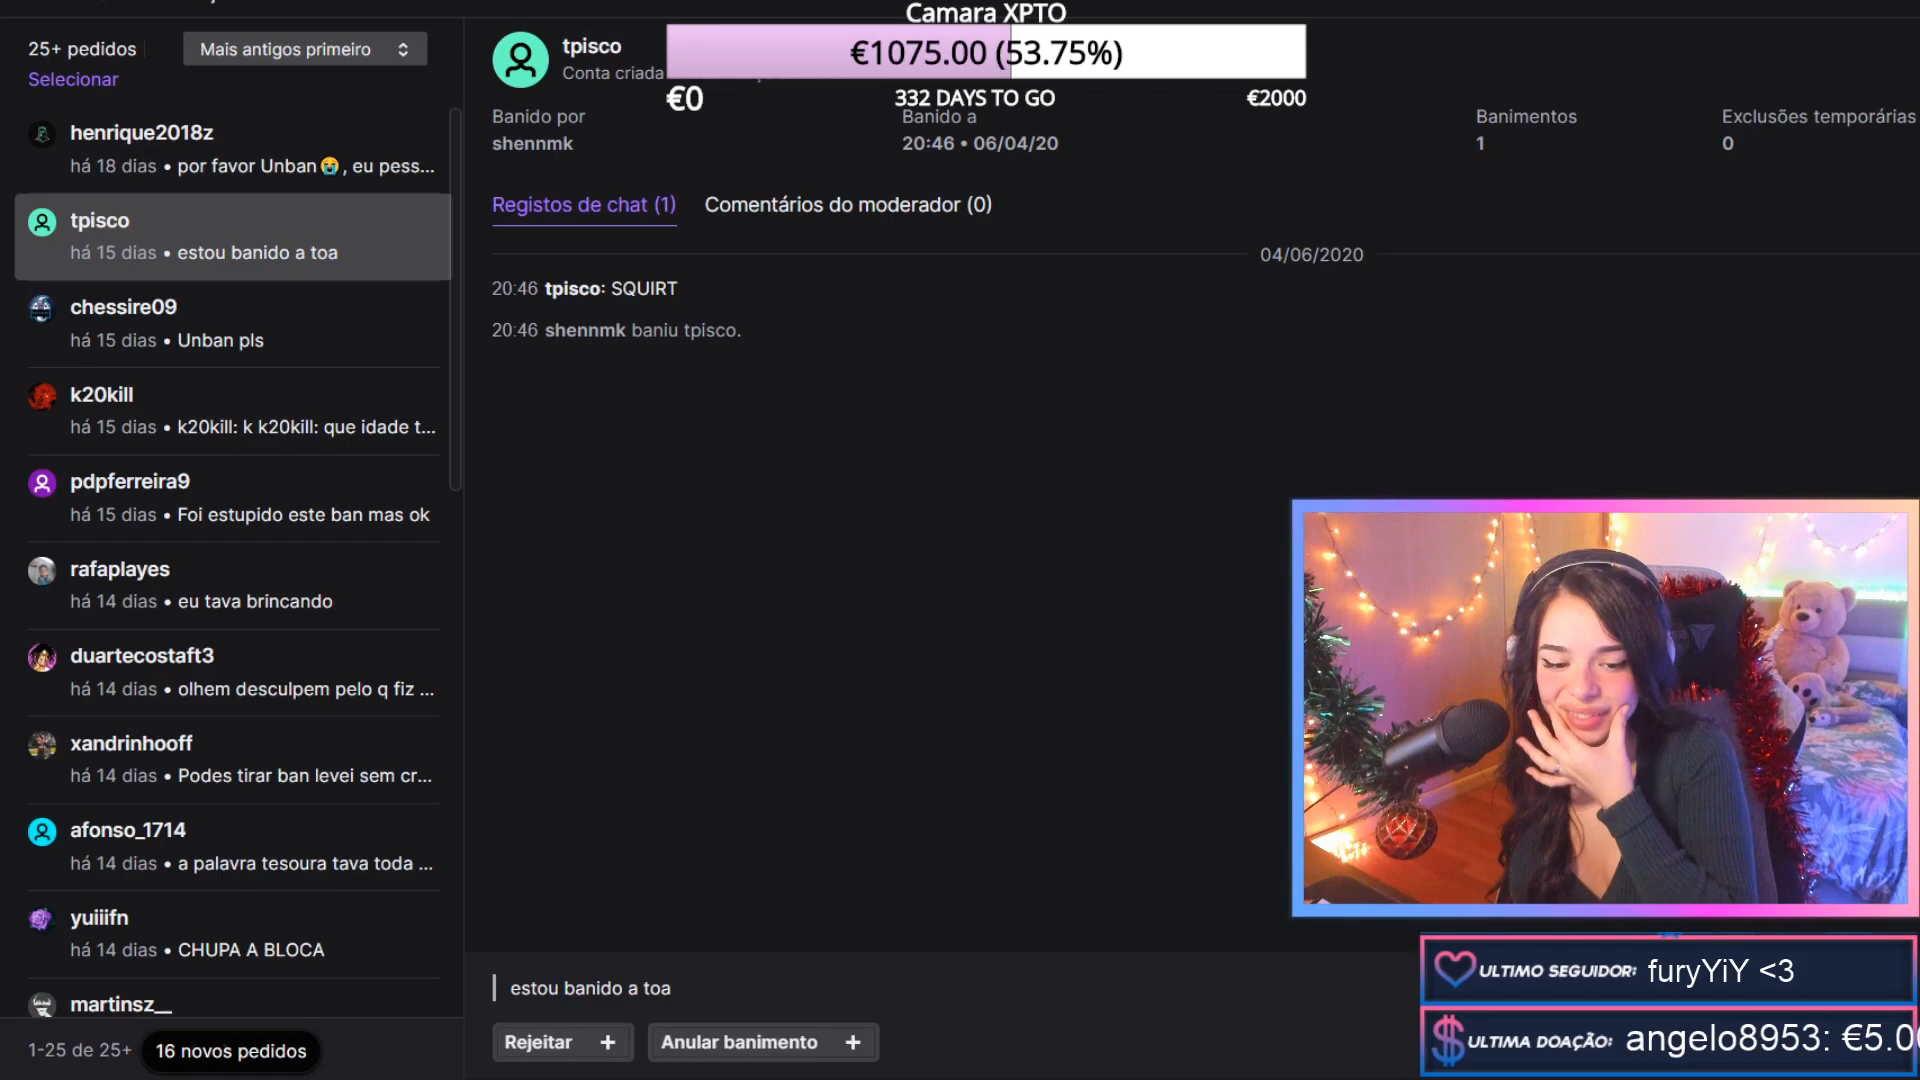 Camara XPTO
€1075.00 (53.75%)
€0
332 DAYS TO GO
€2000
25+ pedidos
Mais antigos primeiro
Selecionar
henrique2018z
há 18 dias • por favor Unban😭, eu pess...
tpisco
há 15 dias • estou banido a toa
chessire09
há 15 dias • Unban pls
k20kill
há 15 dias • k20kill: k k20kill: que idade t...
pdpferreira9
há 15 dias • Foi estupido este ban mas ok
rafaplayes
há 14 dias • eu tava brincando
duartecostaft3
há 14 dias • olhem desculpem pelo q fiz ...
xandrinhooff
há 14 dias • Podes tirar ban levei sem cr...
afonso_1714
há 14 dias • a palavra tesoura tava toda ...
yuiiifn
há 14 dias • CHUPA A BLOCA
martinsz__
1-25 de 25+
16 novos pedidos
tpisco
Conta criada
Banido por
shennmk
Banido a
20:46 • 06/04/20
Banimentos
1
Exclusões temporárias
0
Registos de chat (1)
Comentários do moderador (0)
04/06/2020
20:46 tpisco: SQUIRT
20:46 shennmk baniu tpisco.
estou banido a toa
Rejeitar +
Anular banimento +
ULTIMO SEGUIDOR: furyYiY <3
ULTIMA DOAÇÃO: angelo8953: €5.00